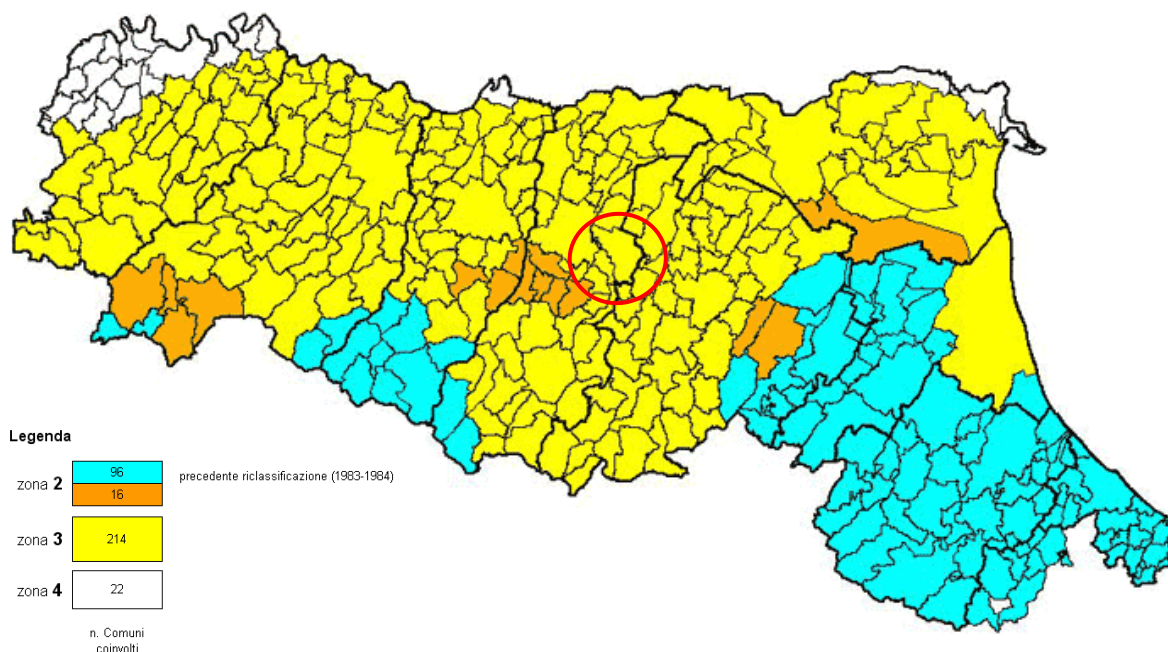 Legenda
zona 2
96
precedente riclassificazione (1983-1984)
16
zona 3
214
zona 4
22
n. Comuni
coinvolti